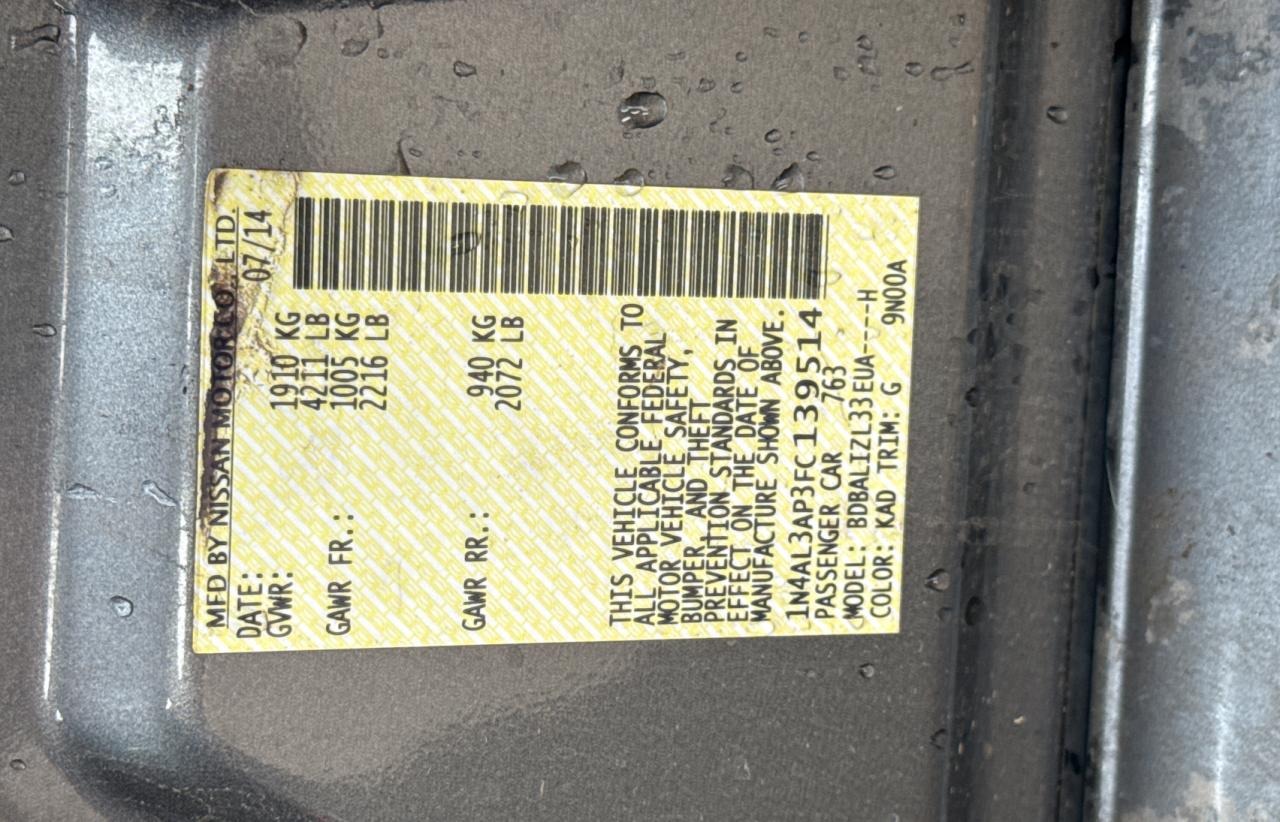 MFD BY NISSAN MOTOR CO LTD
DATE: 07/14
GVWR: 1910 KG
4211 LB
GAWR FR.: 1005 KG
2216 LB
GAWR RR.: 940 KG
2072 LB
THIS VEHICLE CONFORMS TO
ALL APPLICABLE FEDERAL
MOTOR VEHICLE SAFETY,
BUMPER, AND THEFT
PREVENTION STANDARDS IN
EFFECT ON THE DATE OF
MANUFACTURE SHOWN ABOVE.
1N4AL3AP3FC139514
PASSENGER CAR 763
MODEL: BDBALIZL33EUA----H
COLOR: KAD TRIM: G 9N00A